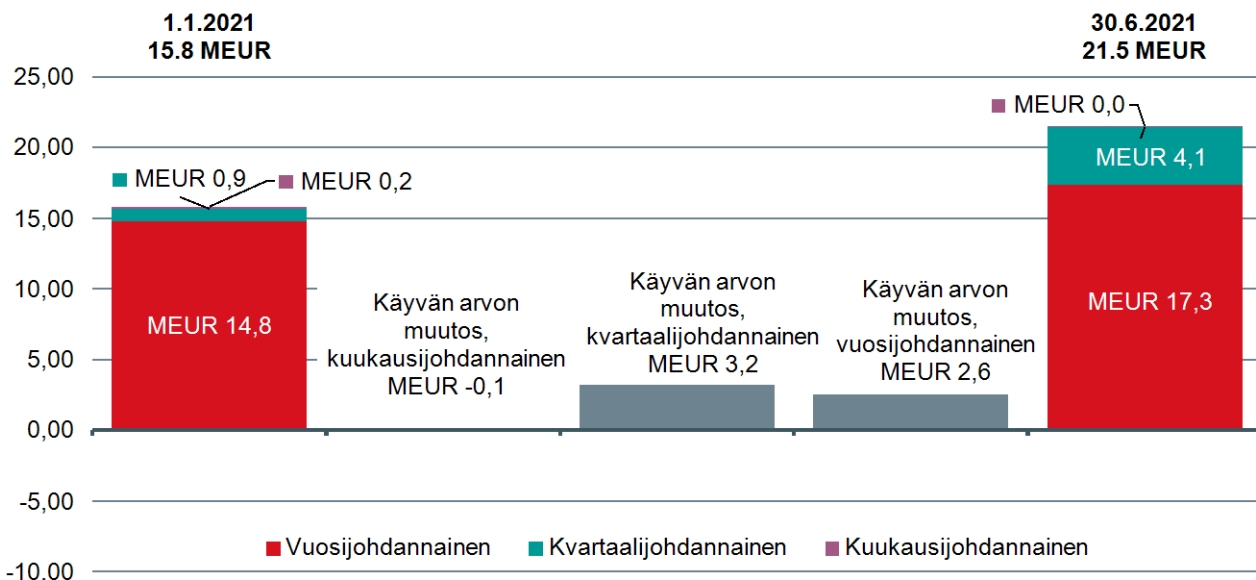 1.1.2021
15.8 MEUR
30.6.2021
21.5 MEUR
25,00
20,00
15,00
10,00
5,00
0,00
-5,00
-10,00
MEUR 0,9
MEUR 0,2
MEUR 14,8
Käyvän arvon
muutos,
kuukausijohdannainen
MEUR -0,1
Käyvän arvon
muutos,
kvartaalijohdannainen
MEUR 3,2
Käyvän arvon
muutos,
vuosijohdannainen
MEUR 2,6
MEUR 0,0
MEUR 4,1
MEUR 17,3
Vuosijohdannainen
Kvartaalijohdannainen
Kuukausijohdannainen